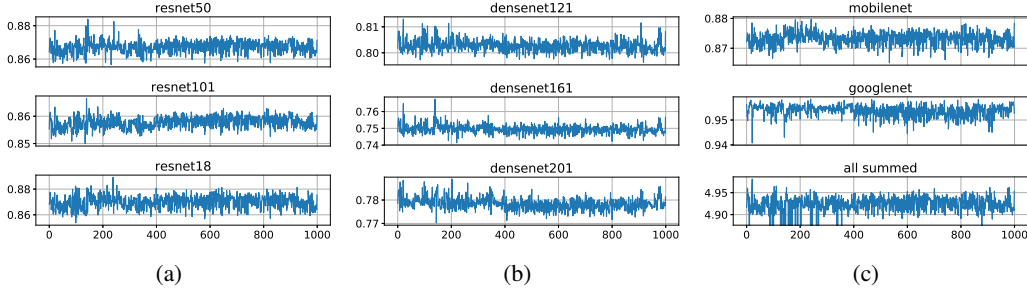 resnet50
0.88
0.86
resnet101
0.86
0.85
resnet18
0.88
0.86
0 200 400 600 800 1000
(a)
densenet121
0.81
0.80
densenet161
0.76
0.75
0.74
densenet201
0.78
0.77
0 200 400 600 800 1000
(b)
mobilenet
0.88
0.87
googlenet
0.95
0.94
all summed
4.95
4.90
0 200 400 600 800 1000
(c)